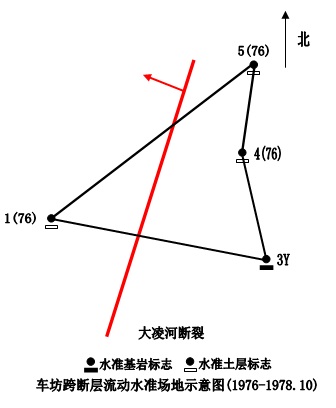 5(76)
北
4(76)
1(76)
3Y
大凌河断裂
水准基岩标志 水准土层标志
车坊跨断层流动水准场地示意图(1976-1978.10)